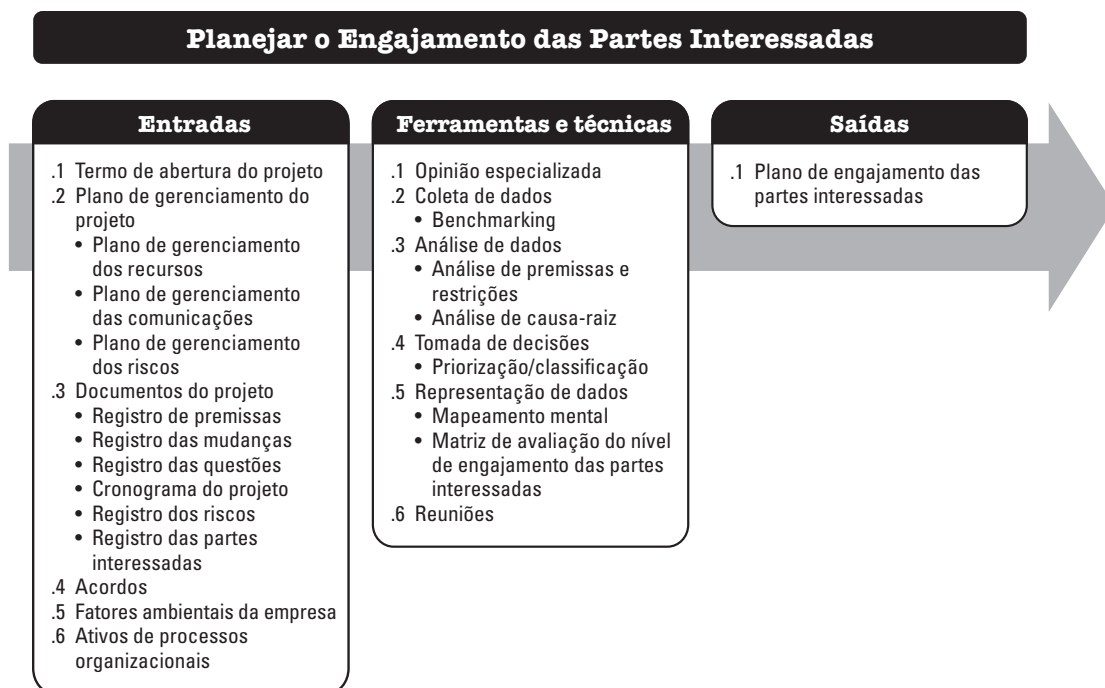 Planejar o Engajamento das Partes Interessadas
Entradas
.1 Termo de abertura do projeto
.2 Plano de gerenciamento do
projeto
• Plano de gerenciamento
dos recursos
• Plano de gerenciamento
das comunicações
• Plano de gerenciamento
dos riscos
.3 Documentos do projeto
• Registro de premissas
• Registro das mudanças
• Registro das questões
• Cronograma do projeto
• Registro dos riscos
• Registro das partes
interessadas
.4 Acordos
.5 Fatores ambientais da empresa
.6 Ativos de processos
organizacionais
Ferramentas e técnicas
.1 Opinião especializada
.2 Coleta de dados
• Benchmarking
.3 Análise de dados
• Análise de premissas e
restrições
• Análise de causa-raiz
.4 Tomada de decisões
• Priorização/classificação
.5 Representação de dados
• Mapeamento mental
• Matriz de avaliação do nível
de engajamento das partes
interessadas
.6 Reuniões
Saídas
.1 Plano de engajamento das
partes interessadas